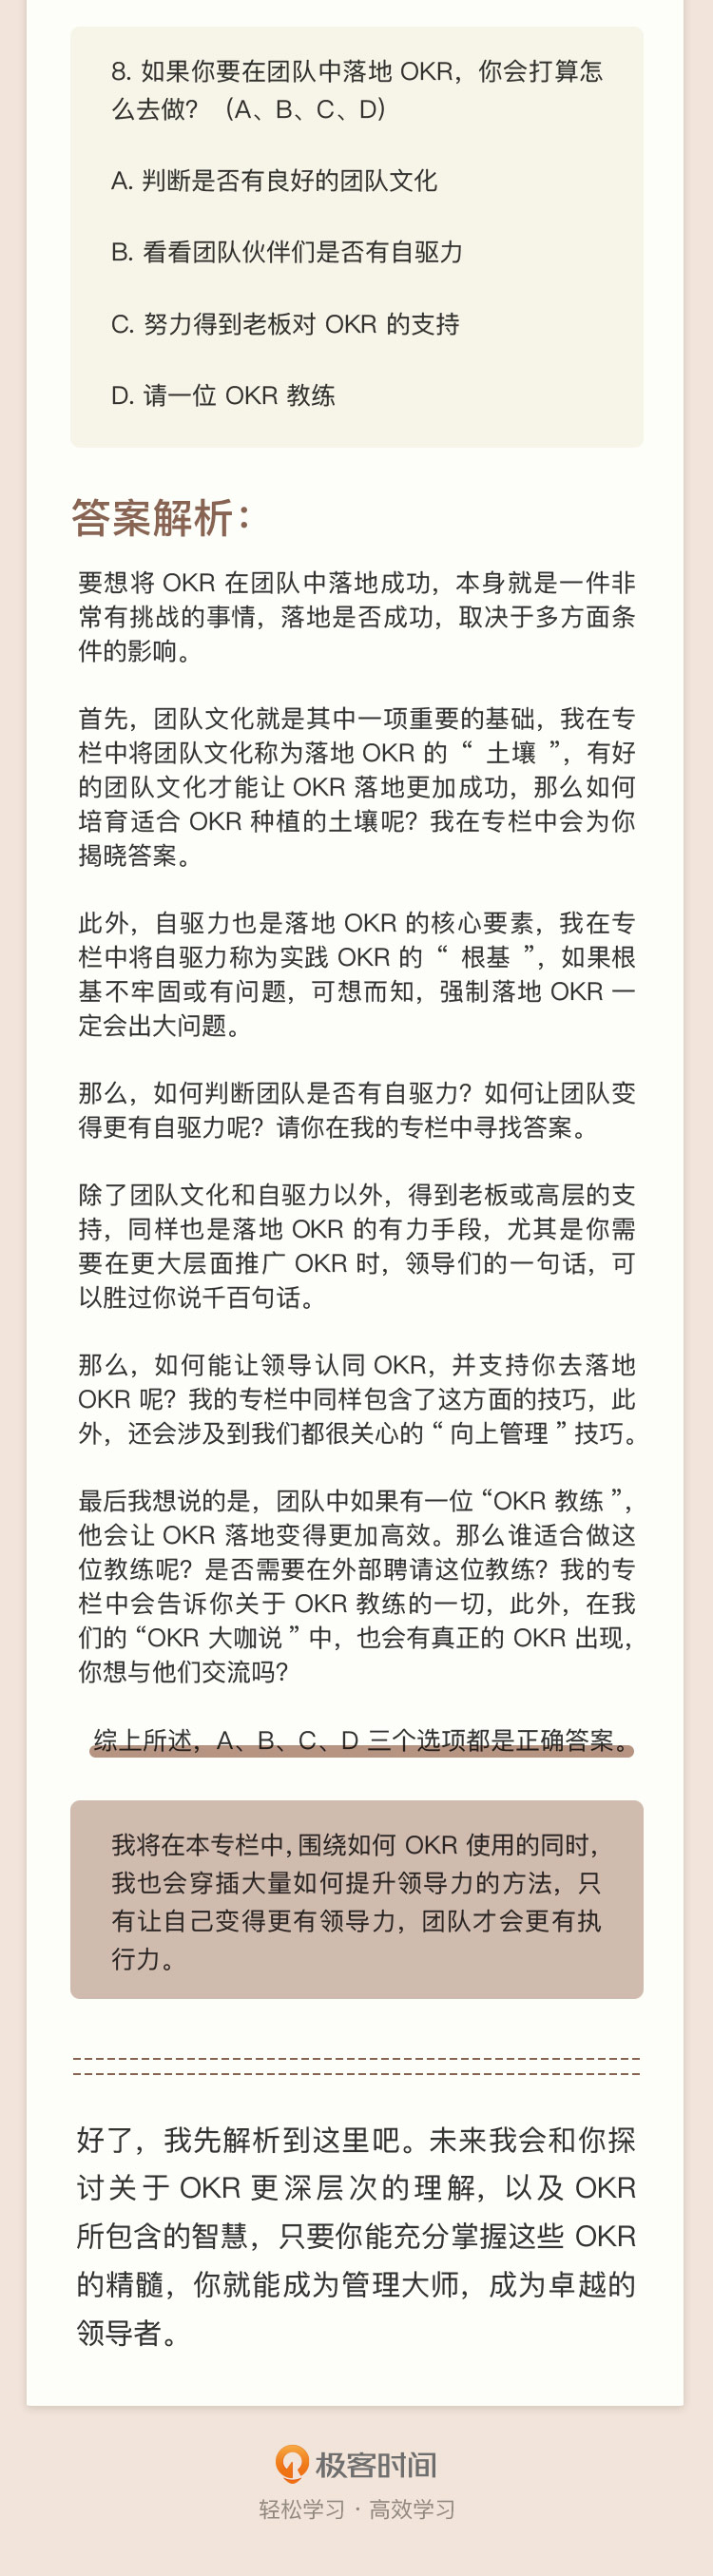 8. 如果你要在团队中落地 OKR，你会打算怎
么去做？（A、B、C、D）
A. 判断是否有良好的团队文化
B. 看看团队伙伴们是否有自驱力
C. 努力得到老板对 OKR 的支持
D. 请一位 OKR 教练
答案解析：
要想将 OKR 在团队中落地成功，本身就是一件非
常有挑战的事情，落地是否成功，取决于多方面条
件的影响。
首先，团队文化就是其中一项重要的基础，我在专
栏中将团队文化称为落地 OKR 的 “ 土壤 ”，有好
的团队文化才能让 OKR 落地更加成功，那么如何
培育适合 OKR 种植的土壤呢？我在专栏中会为你
揭晓答案。
此外，自驱力也是落地 OKR 的核心要素，我在专
栏中将自驱力称为实践 OKR 的 “ 根基 ”，如果根
基不牢固或有问题，可想而知，强制落地 OKR 一
定会出大问题。
那么，如何判断团队是否有自驱力？如何让团队变
得更有自驱力呢？请你在我的专栏中寻找答案。
除了团队文化和自驱力以外，得到老板或高层的支
持，同样也是落地 OKR 的有力手段，尤其是你需
要在更大层面推广 OKR 时，领导们的一句话，可
以胜过你说千百句话。
那么，如何能让领导认同 OKR，并支持你去落地
OKR 呢？我的专栏中同样包含了这方面的技巧，此
外，还会涉及到我们都很关心的 “ 向上管理 ” 技巧。
最后我想说的是，团队中如果有一位 “OKR 教练 ”，
他会让 OKR 落地变得更加高效。那么谁适合做这
位教练呢？是否需要在外部聘请这位教练？我的专
栏中会告诉你关于 OKR 教练的一切，此外，在我
们的 “OKR 大咖说 ” 中，也会有真正的 OKR 出现，
你想与他们交流吗？
综上所述，A、B、C、D 三个选项都是正确答案。
我将在本专栏中，围绕如何 OKR 使用的同时，
我也会穿插大量如何提升领导力的方法，只
有让自己变得更有领导力，团队才会更有执
行力。
好了，我先解析到这里吧。未来我会和你探
讨关于 OKR 更深层次的理解，以及 OKR
所包含的智慧，只要你能充分掌握这些 OKR
的精髓，你就能成为管理大师，成为卓越的
领导者。
极客时间
轻松学习 · 高效学习